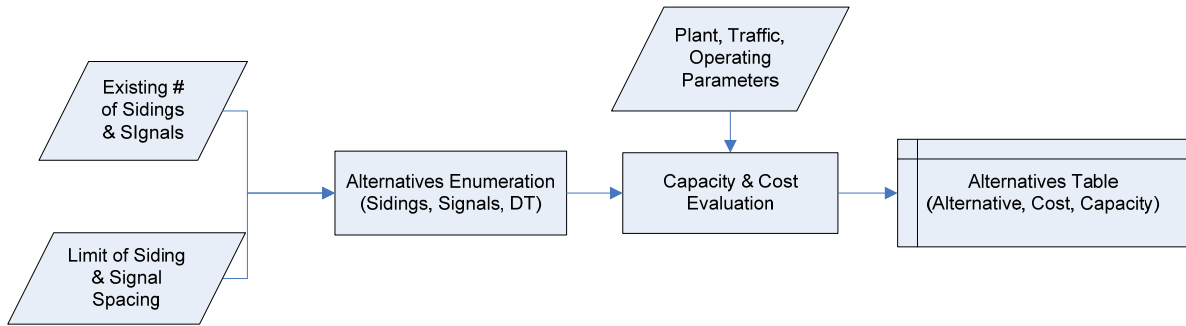 Existing #
of Sidings
& SIgnals
Limit of Siding
& Signal
Spacing
Alternatives Enumeration
(Sidings, Signals, DT)
Plant, Traffic,
Operating
Parameters
Capacity & Cost
Evaluation
Alternatives Table
(Alternative, Cost, Capacity)